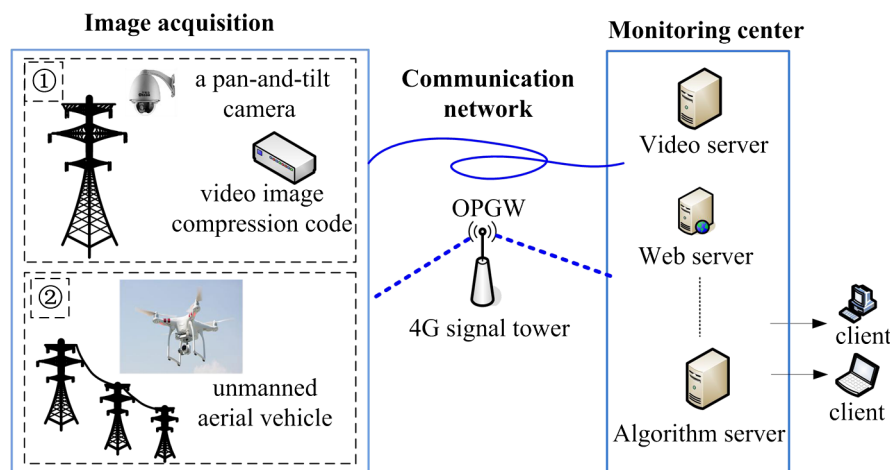 Image acquisition
①
a pan-and-tilt
camera
video image
compression code
②
unmanned
aerial vehicle
Communication
network
OPGW
4G signal tower
Monitoring center
Video server
Web server
Algorithm server
client
client